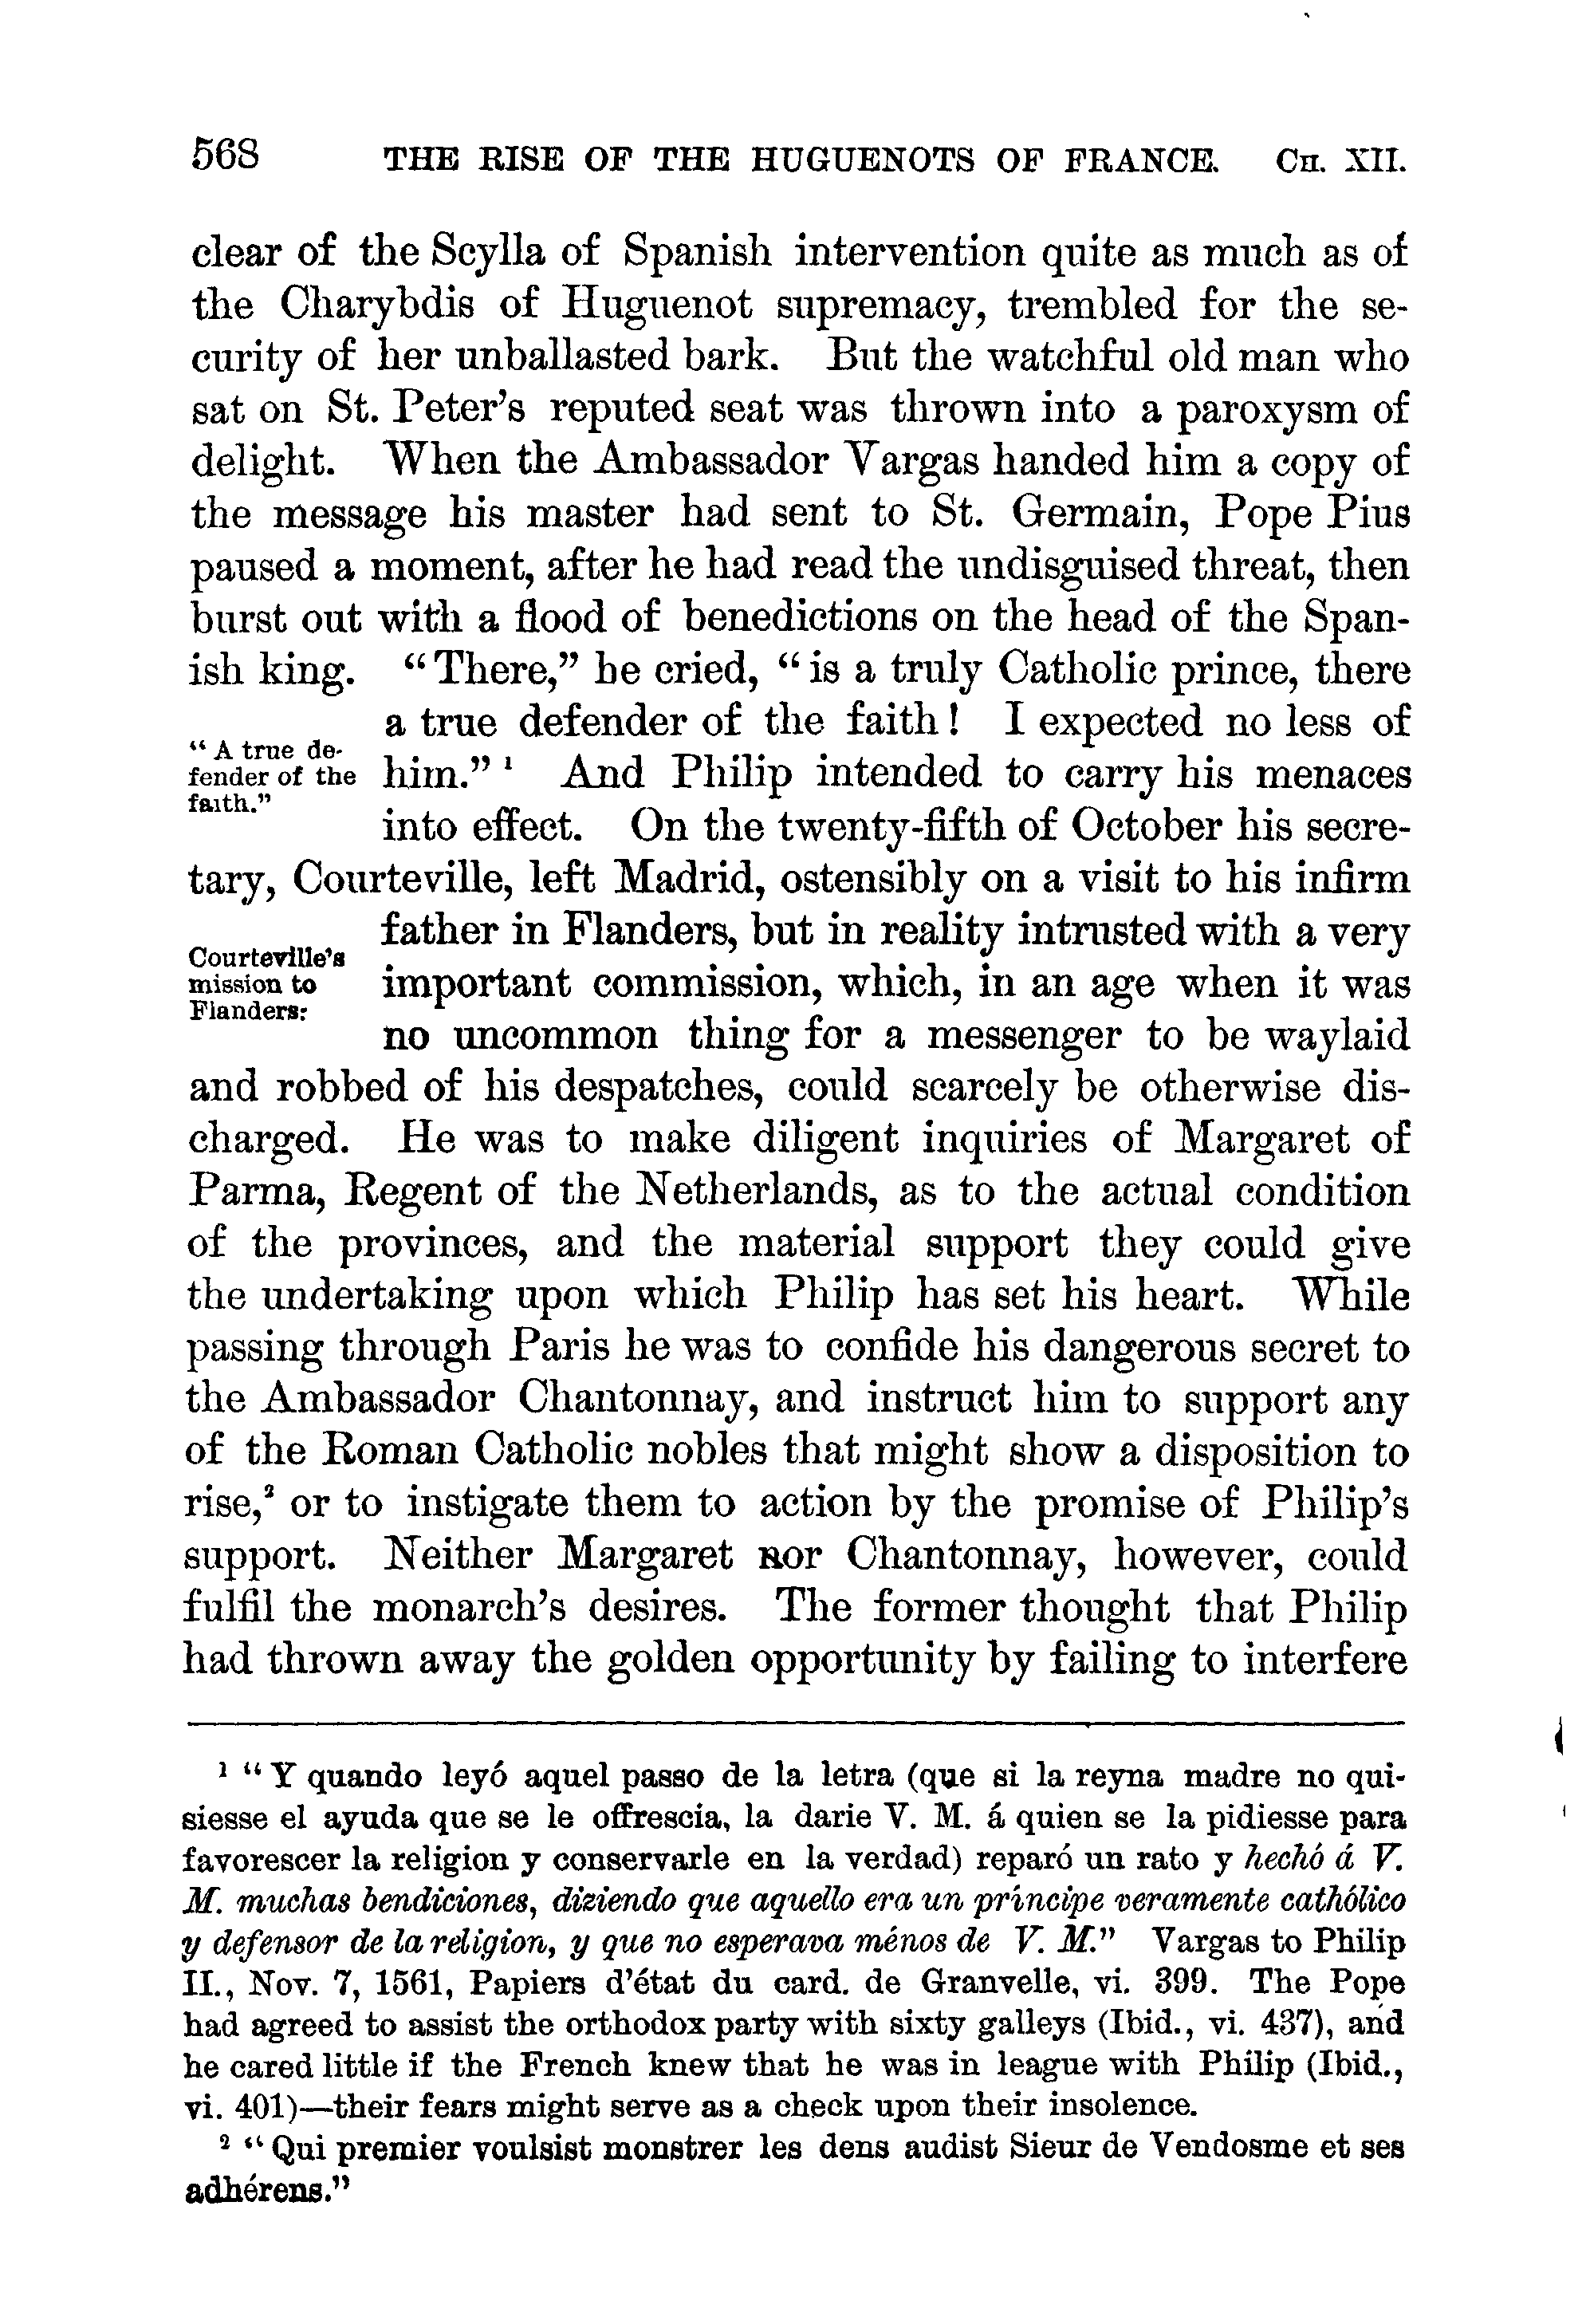 568 THE RISE OF THE HUGUENOTS OF FRANCE. CH. XII.
clear of the Scylla of Spanish intervention quite as much as of
the Charybdis of Huguenot supremacy, trembled for the se-
curity of her unballasted bark. But the watchful old man who
sat on St. Peter's reputed seat was thrown into a paroxysm of
delight. When the Ambassador Vargas handed him a copy of
the message his master had sent to St. Germain, Pope Pius
paused a moment, after he had read the undisguised threat, then
burst out with a flood of benedictions on the head of the Span-
ish king. "There," he cried, "is a truly Catholic prince, there
a true defender of the faith! I expected no less of
"A true de-
fender of the
faith."
him." ¹ And Philip intended to carry his menaces
into effect. On the twenty-fifth of October his secre-
tary, Courteville, left Madrid, ostensibly on a visit to his infirm
father in Flanders, but in reality intrusted with a very
Courteville's
mission to
Flanders:
important commission, which, in an age when it was
no uncommon thing for a messenger to be waylaid
and robbed of his despatches, could scarcely be otherwise dis-
charged. He was to make diligent inquiries of Margaret of
Parma, Regent of the Netherlands, as to the actual condition
of the provinces, and the material support they could give
the undertaking upon which Philip has set his heart. While
passing through Paris he was to confide his dangerous secret to
the Ambassador Chantonnay, and instruct him to support any
of the Roman Catholic nobles that might show a disposition to
rise,² or to instigate them to action by the promise of Philip's
support. Neither Margaret nor Chantonnay, however, could
fulfil the monarch's desires. The former thought that Philip
had thrown away the golden opportunity by failing to interfere
¹ "Y quando leyó aquel passo de la letra (que si la reyna madre no qui-
siesse el ayuda que se le offrescia, la darie V. M. á quien se la pidiesse para
favorescer la religion y conservarle en la verdad) reparó un rato y hechó á V.
M. muchas bendiciones, diziendo que aquello era un príncipe veramente cathólico
y defensor de la religion, y que no esperava ménos de V. M." Vargas to Philip
II., Nov. 7, 1561, Papiers d'état du card. de Granvelle, vi. 399. The Pope
had agreed to assist the orthodox party with sixty galleys (Ibid., vi. 437), and
he cared little if the French knew that he was in league with Philip (Ibid.,
vi. 401)—their fears might serve as a check upon their insolence.
² "Qui premier voulsist monstrer les dens audist Sieur de Vendosme et ses
adhérens."